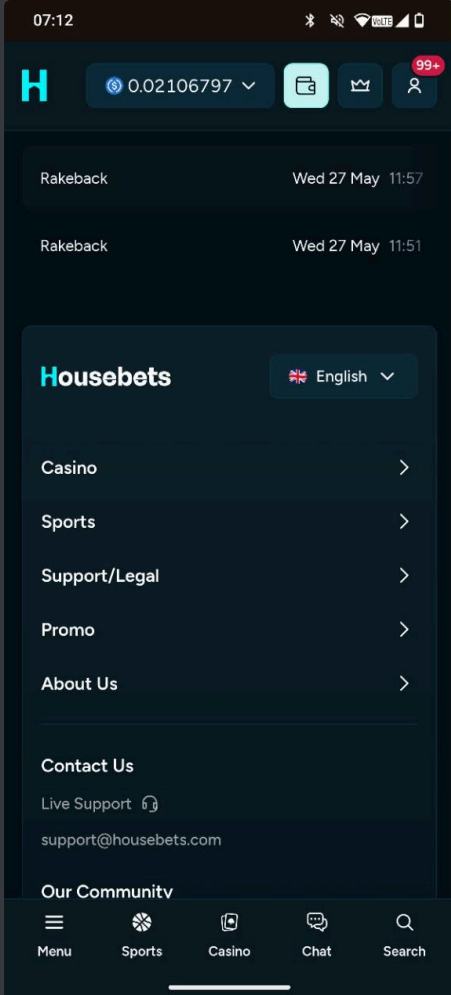 07:12
VoLTE
H
0.02106797
99+
Rakeback Wed 27 May 11:57
Rakeback Wed 27 May 11:51
Housebets
English
Casino
Sports
Support/Legal
Promo
About Us
Contact Us
Live Support
support@housebets.com
Our Community
Menu Sports Casino Chat Search